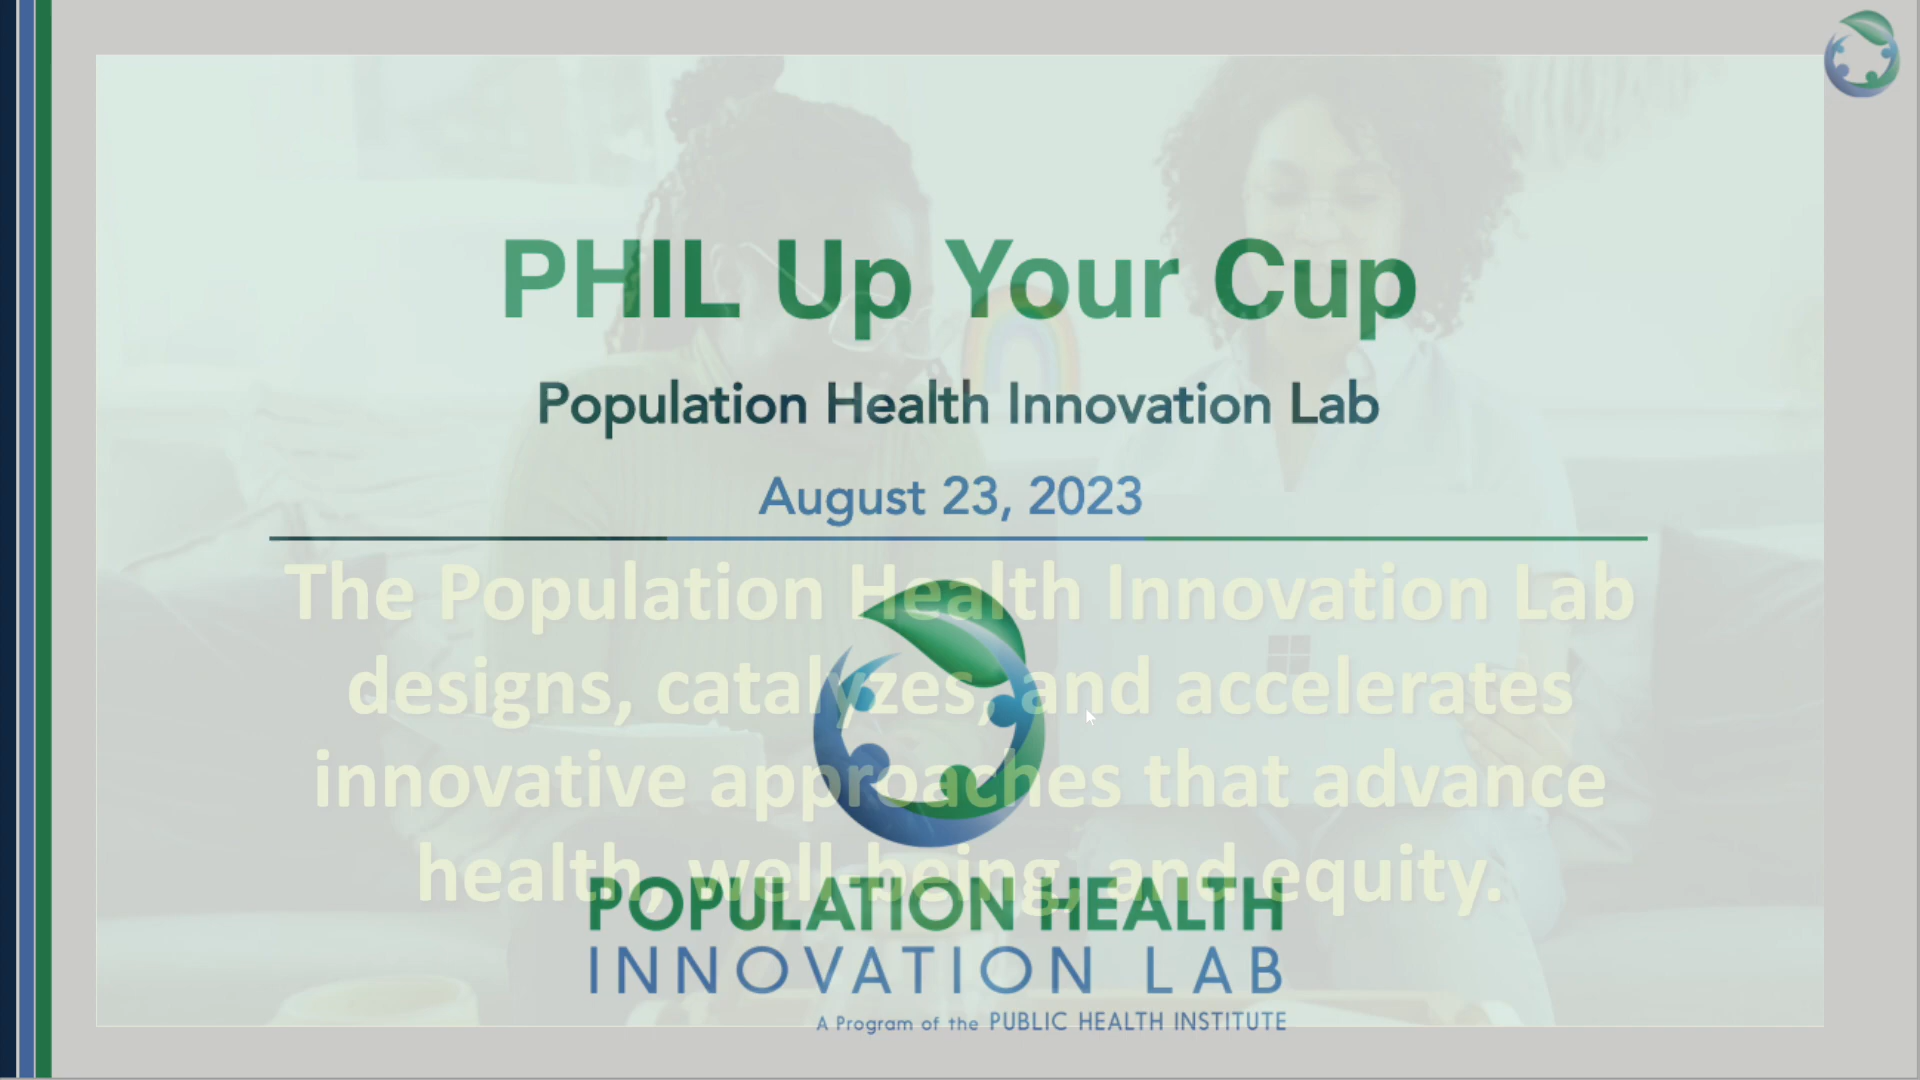 PHIL Up Your Cup
Population Health Innovation Lab
August 23, 2023
The Population Health Innovation Lab
designs, catalyzes, and accelerates
innovative approaches that advance
health, well-being, and equity.
POPULATION HEALTH
INNOVATION LAB
A Program of the PUBLIC HEALTH INSTITUTE